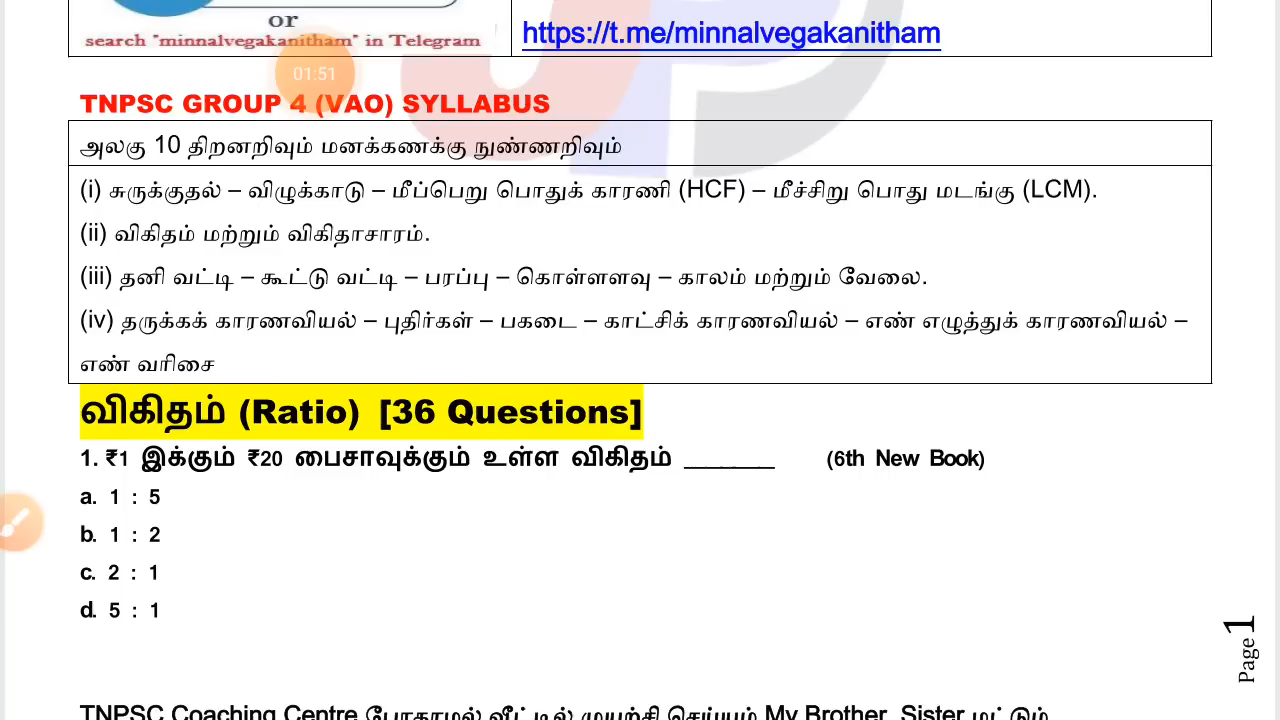 or
search "minnalvegakanitham" in Telegram
https://t.me/minnalvegakanitham
01:51
TNPSC GROUP 4 (VAO) SYLLABUS
அலகு 10 திறனறிவும் மனக்கணக்கு நுண்ணறிவும்
(i) சுருக்குதல் – விழுக்காடு – மீப்பெறு பொதுக் காரணி (HCF) – மீச்சிறு பொது மடங்கு (LCM).
(ii) விகிதம் மற்றும் விகிதாசாரம்.
(iii) தனி வட்டி – கூட்டு வட்டி – பரப்பு – கொள்ளளவு – காலம் மற்றும் வேலை.
(iv) தருக்கக் காரணவியல் – புதிர்கள் – பகடை – காட்சிக் காரணவியல் – எண் எழுத்துக் காரணவியல் –
எண் வரிசை
விகிதம் (Ratio) [36 Questions]
1. ₹1 இக்கும் ₹20 பைசாவுக்கும் உள்ள விகிதம் ________ (6th New Book)
a. 1 : 5
b. 1 : 2
c. 2 : 1
d. 5 : 1
Page 1
TNPSC Coaching Centre போகாமல் வீட்டில் முயற்சி செய்யும் My Brother, Sister மட்டும்